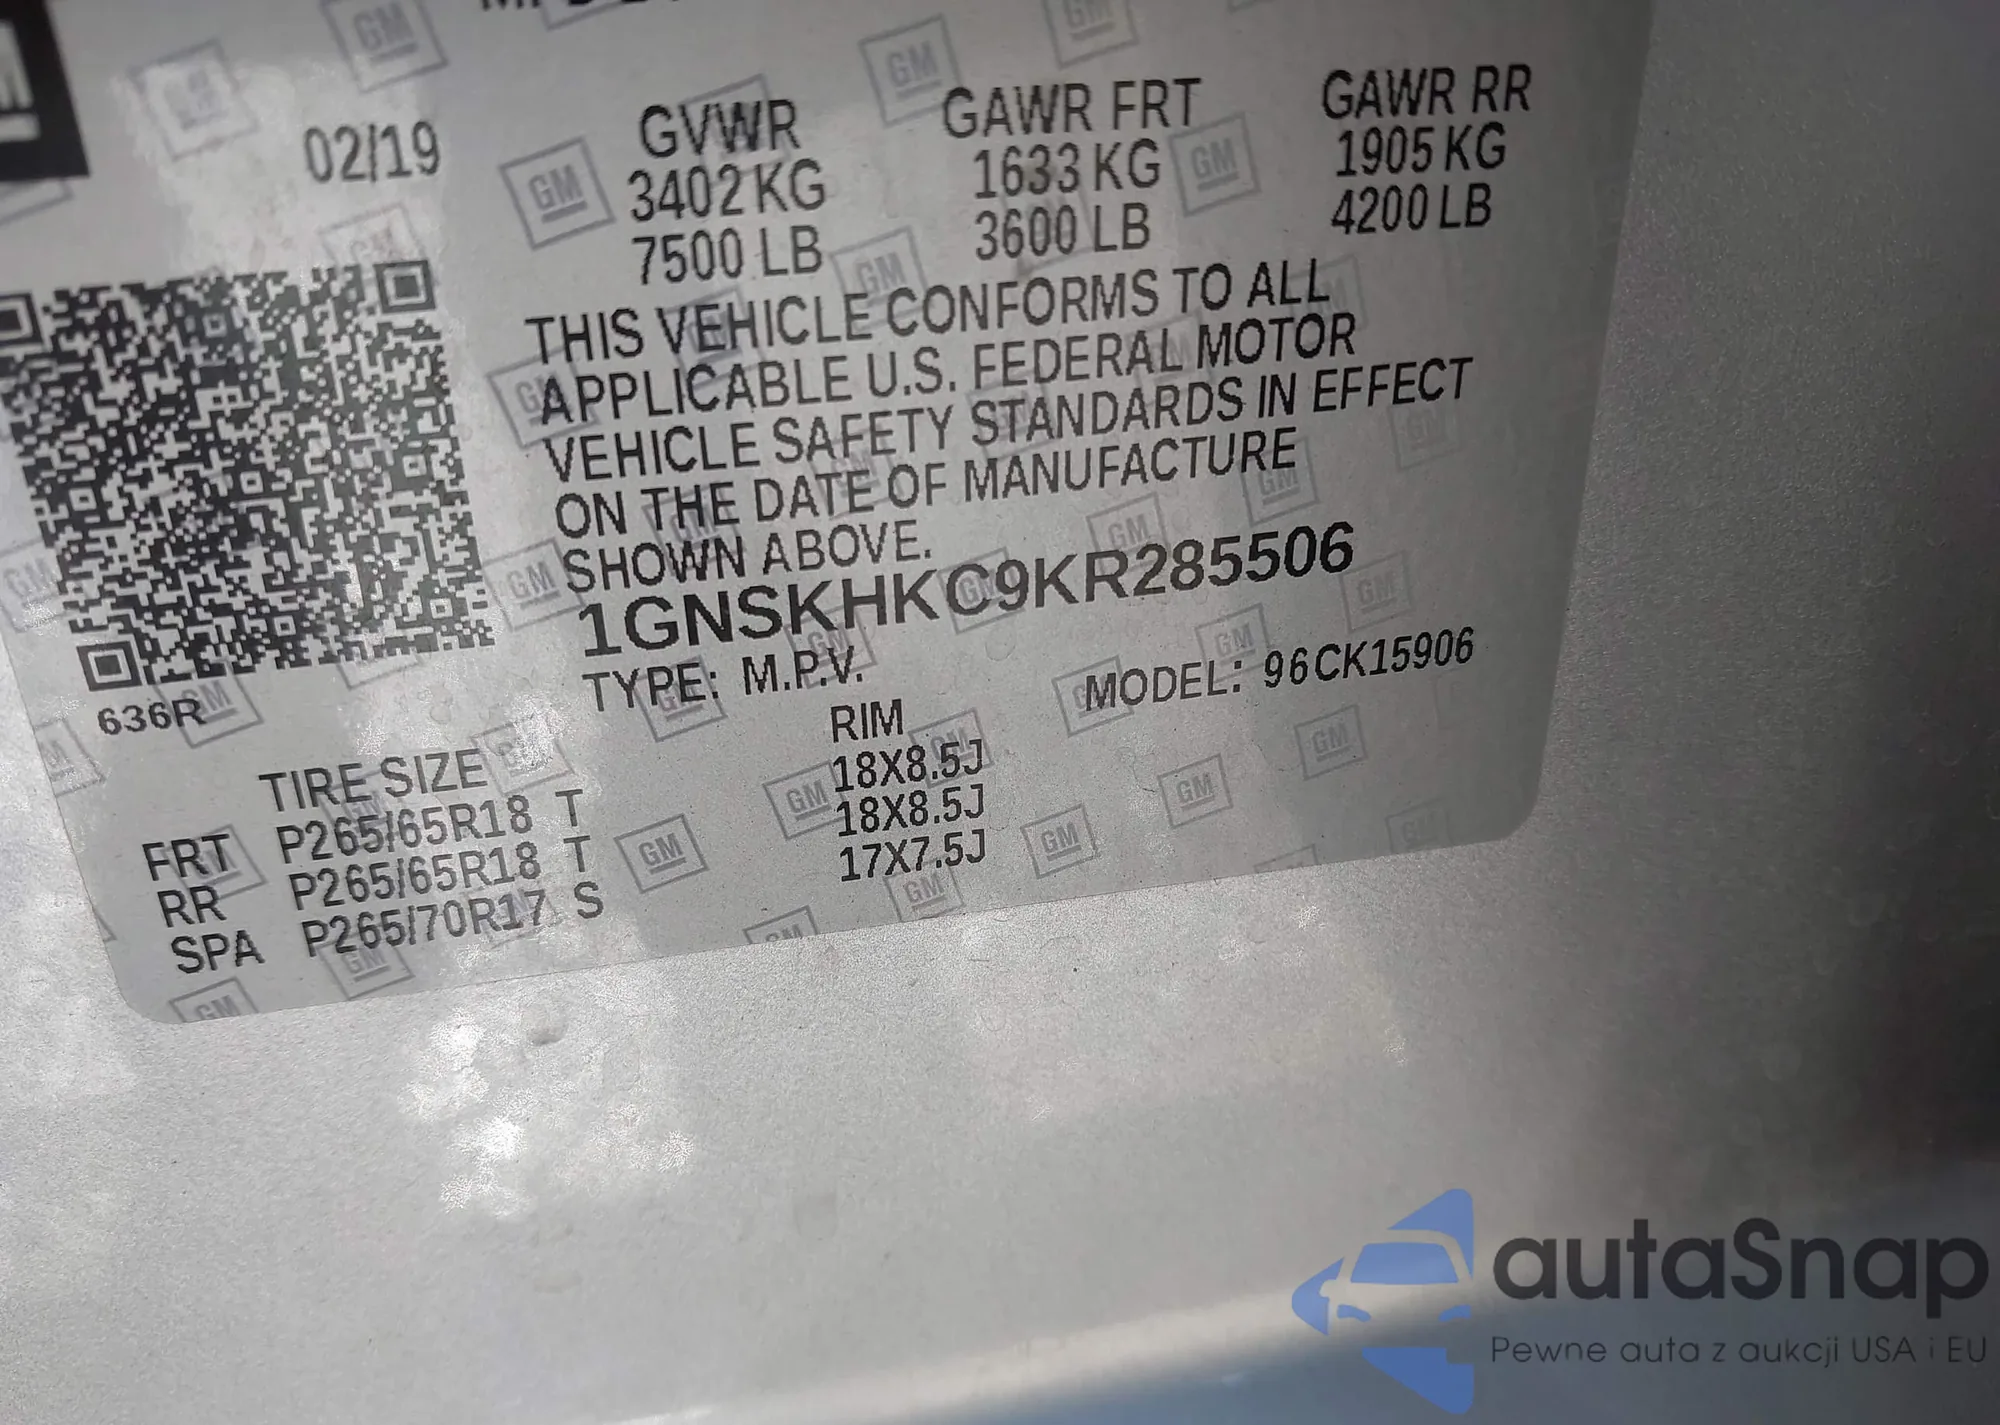 02/19
GVWR GAWR FRT GAWR RR
3402 KG 1633 KG 1905 KG
7500 LB 3600 LB 4200 LB
THIS VEHICLE CONFORMS TO ALL
APPLICABLE U.S. FEDERAL MOTOR
VEHICLE SAFETY STANDARDS IN EFFECT
ON THE DATE OF MANUFACTURE
SHOWN ABOVE.
1GNSKHKC9KR285506
TYPE: M.P.V. MODEL: 96CK15906
636R
TIRE SIZE RIM
FRT P265/65R18 T 18X8.5J
RR P265/65R18 T 18X8.5J
SPA P265/70R17 S 17X7.5J
GM
autaSnap
Pewne auta z aukcji USA i EU